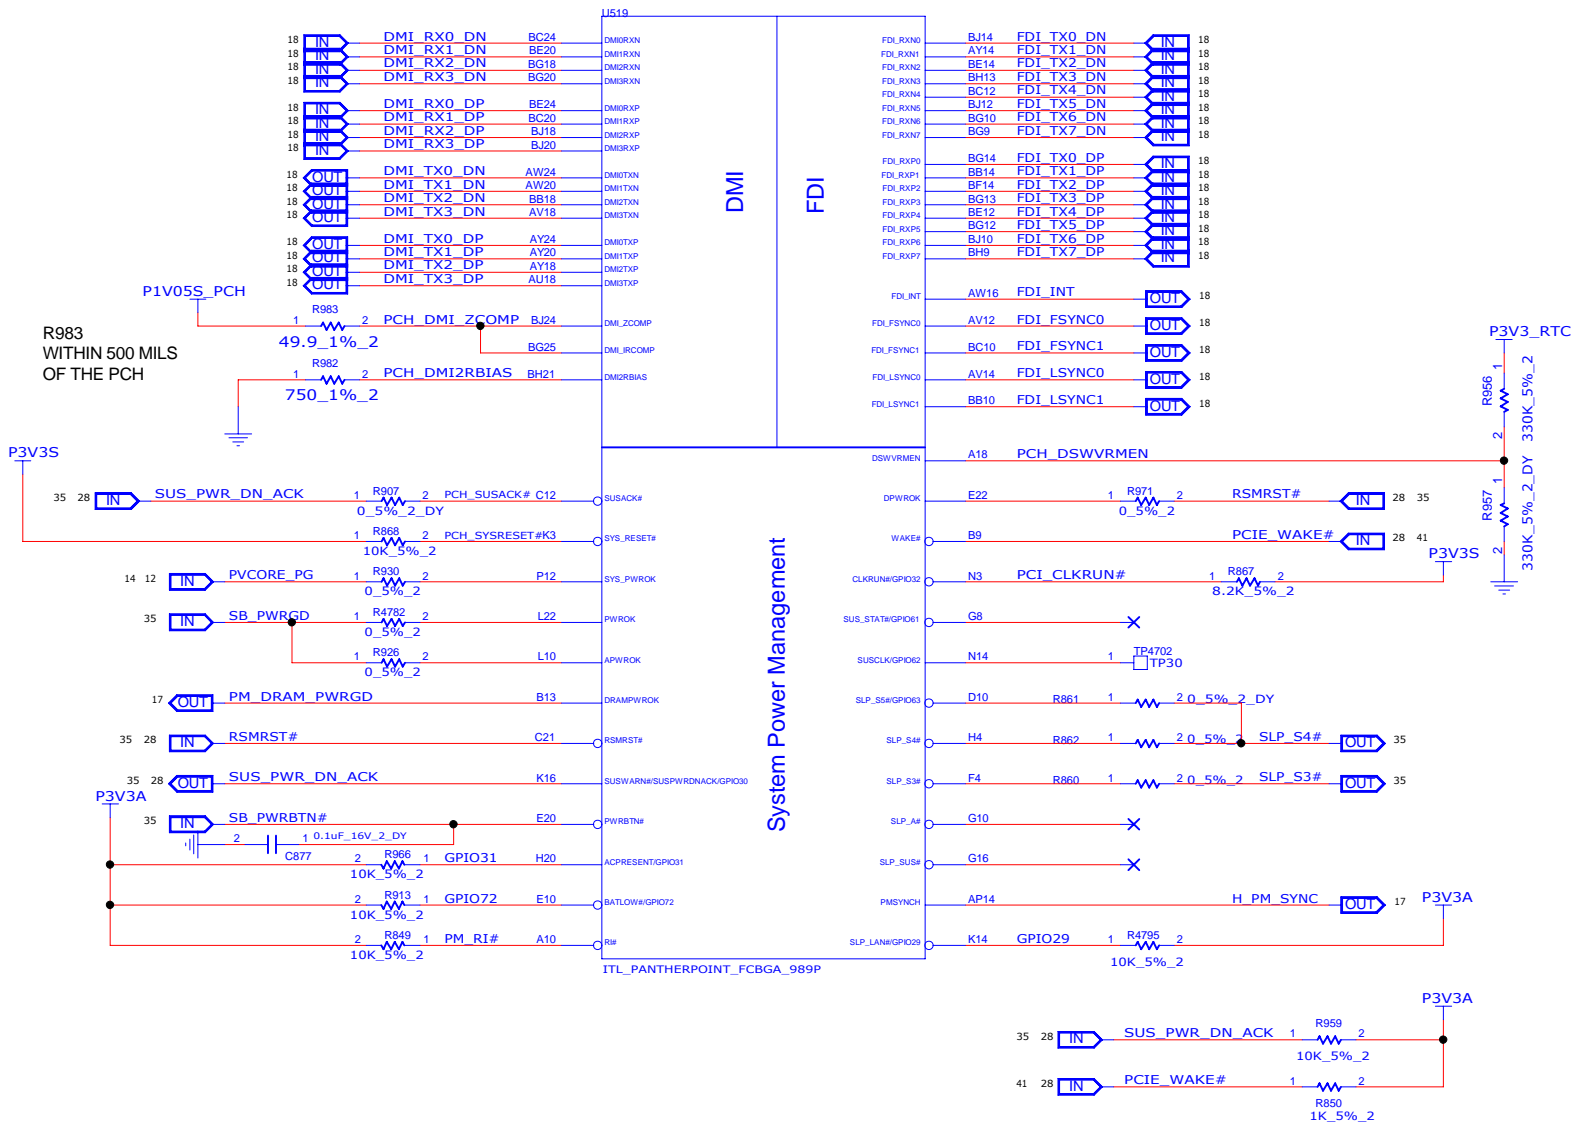 U519
18 IN DMI_RX0_DN BC24 DMI0RXN
18 IN DMI_RX1_DN BE20 DMI1RXN
18 IN DMI_RX2_DN BG18 DMI2RXN
18 IN DMI_RX3_DN BG20 DMI3RXN
18 IN DMI_RX0_DP BE24 DMI0RXP
18 IN DMI_RX1_DP BC20 DMI1RXP
18 IN DMI_RX2_DP BJ18 DMI2RXP
18 IN DMI_RX3_DP BJ20 DMI3RXP
18 OUT DMI_TX0_DN AW24 DMI0TXN
18 OUT DMI_TX1_DN AW20 DMI1TXN
18 OUT DMI_TX2_DN BB18 DMI2TXN
18 OUT DMI_TX3_DN AV18 DMI3TXN
18 OUT DMI_TX0_DP AY24 DMI0TXP
18 OUT DMI_TX1_DP AY20 DMI1TXP
18 OUT DMI_TX2_DP AY18 DMI2TXP
18 OUT DMI_TX3_DP AU18 DMI3TXP
P1V05S_PCH
R983
1 2 PCH_DMI_ZCOMP BJ24 DMI_ZCOMP
49.9_1%_2
BG25 DMI_IRCOMP
R982
1 2 PCH_DMI2RBIAS BH21 DMI2RBIAS
750_1%_2
R983
WITHIN 500 MILS
OF THE PCH
DMI
FDI
FDI_RXN0 BJ14 FDI_TX0_DN IN 18
FDI_RXN1 AY14 FDI_TX1_DN IN 18
FDI_RXN2 BE14 FDI_TX2_DN IN 18
FDI_RXN3 BH13 FDI_TX3_DN IN 18
FDI_RXN4 BC12 FDI_TX4_DN IN 18
FDI_RXN5 BJ12 FDI_TX5_DN IN 18
FDI_RXN6 BG10 FDI_TX6_DN IN 18
FDI_RXN7 BG9 FDI_TX7_DN IN 18
FDI_RXP0 BG14 FDI_TX0_DP IN 18
FDI_RXP1 BB14 FDI_TX1_DP IN 18
FDI_RXP2 BF14 FDI_TX2_DP IN 18
FDI_RXP3 BG13 FDI_TX3_DP IN 18
FDI_RXP4 BE12 FDI_TX4_DP IN 18
FDI_RXP5 BG12 FDI_TX5_DP IN 18
FDI_RXP6 BJ10 FDI_TX6_DP IN 18
FDI_RXP7 BH9 FDI_TX7_DP IN 18
FDI_INT AW16 FDI_INT OUT 18
FDI_FSYNC0 AV12 FDI_FSYNC0 OUT 18
FDI_FSYNC1 BC10 FDI_FSYNC1 OUT 18
FDI_LSYNC0 AV14 FDI_LSYNC0 OUT 18
FDI_LSYNC1 BB10 FDI_LSYNC1 OUT 18
P3V3_RTC
1 R956 2 330K_5%_2
DSWVRMEN A18 PCH_DSWVRMEN
1 R957 2 330K_5%_2_DY
P3V3S
35 28 IN SUS_PWR_DN_ACK 1 R907 2 PCH_SUSACK# C12 SUSACK#
0_5%_2_DY
1 R868 2 PCH_SYSRESET# K3 SYS_RESET#
10K_5%_2
14 12 IN PVCORE_PG 1 R930 2 P12 SYS_PWROK
0_5%_2
35 IN SB_PWRGD 1 R4782 2 L22 PWROK
0_5%_2
1 R926 2 L10 APWROK
0_5%_2
17 OUT PM_DRAM_PWRGD B13 DRAMPWROK
35 28 IN RSMRST# C21 RSMRST#
35 28 OUT SUS_PWR_DN_ACK K16 SUSWARN#/SUSPWRDNACK/GPIO30
P3V3A
35 IN SB_PWRBTN# E20 PWRBTN#
2 1 0.1uF_16V_2_DY
C877
2 R966 1 GPIO31 H20 ACPRESENT/GPIO31
10K_5%_2
2 R913 1 GPIO72 E10 BATLOW#/GPIO72
10K_5%_2
2 R849 1 PM_RI# A10 RI#
10K_5%_2
System Power Management
DPWROK E22 1 R971 2 RSMRST# IN 28 35
0_5%_2
WAKE# B9 PCIE_WAKE# IN 28 41
P3V3S
CLKRUN#/GPIO32 N3 PCI_CLKRUN# 1 R867 2
8.2K_5%_2
SUS_STAT#/GPIO61 G8
SUSCLK/GPIO62 N14 1 TP4702
TP30
SLP_S5#/GPIO63 D10 R861 1 2 0_5%_2_DY
SLP_S4# H4 R862 1 2 0_5%_2 SLP_S4# OUT 35
SLP_S3# F4 R860 1 2 0_5%_2 SLP_S3# OUT 35
SLP_A# G10
SLP_SUS# G16
PMSYNCH AP14 H_PM_SYNC OUT 17
P3V3A
SLP_LAN#/GPIO29 K14 GPIO29 1 R4795 2
10K_5%_2
ITL_PANTHERPOINT_FCBGA_989P
P3V3A
35 28 IN SUS_PWR_DN_ACK 1 R959 2
10K_5%_2
41 28 IN PCIE_WAKE# 1 2
R850
1K_5%_2